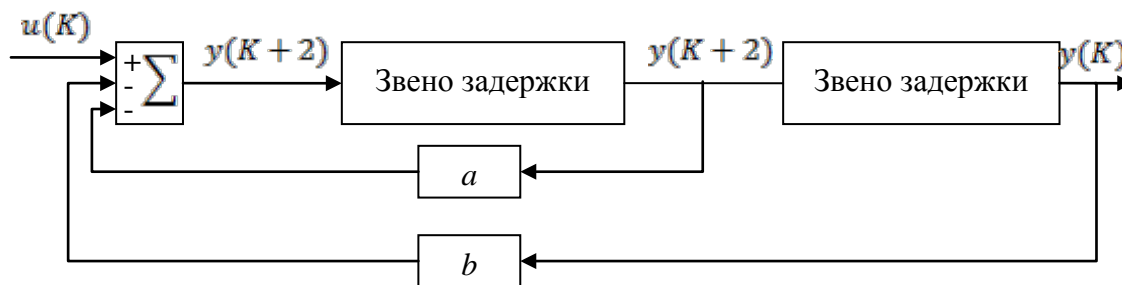 u(K)
y(K + 2)
y(K + 2)
y(K)
+
-
-
∑
Звено задержки
Звено задержки
a
b